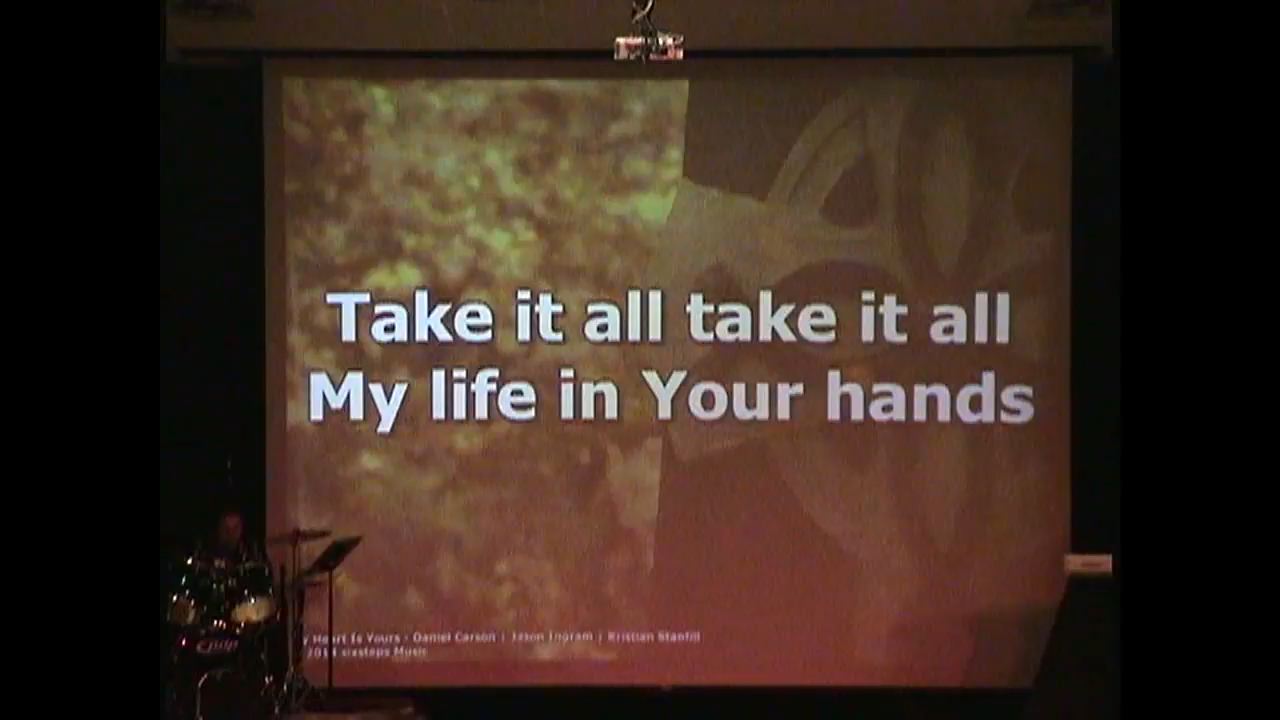 Take it all take it all
My life in Your hands
Heart Is Yours - Daniel Carson | Jason Ingram | Kristian Stanfill
2014 sixsteps Music